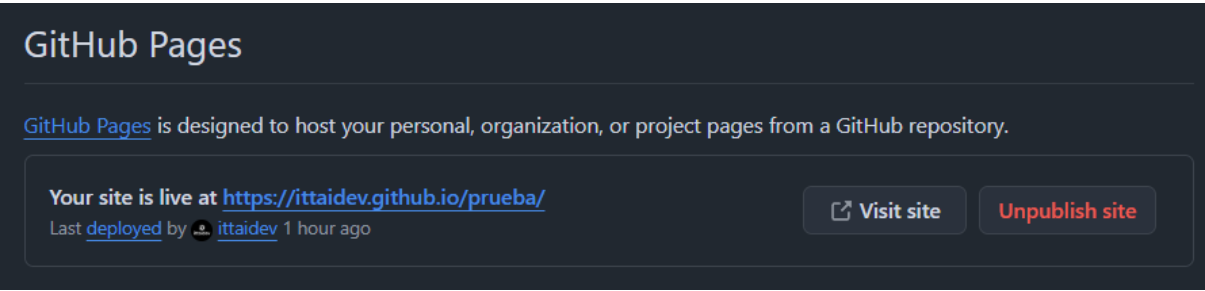 GitHub Pages
GitHub Pages is designed to host your personal, organization, or project pages from a GitHub repository.
Your site is live at https://ittaidev.github.io/prueba/
Last deployed by ittaidev 1 hour ago
Visit site
Unpublish site